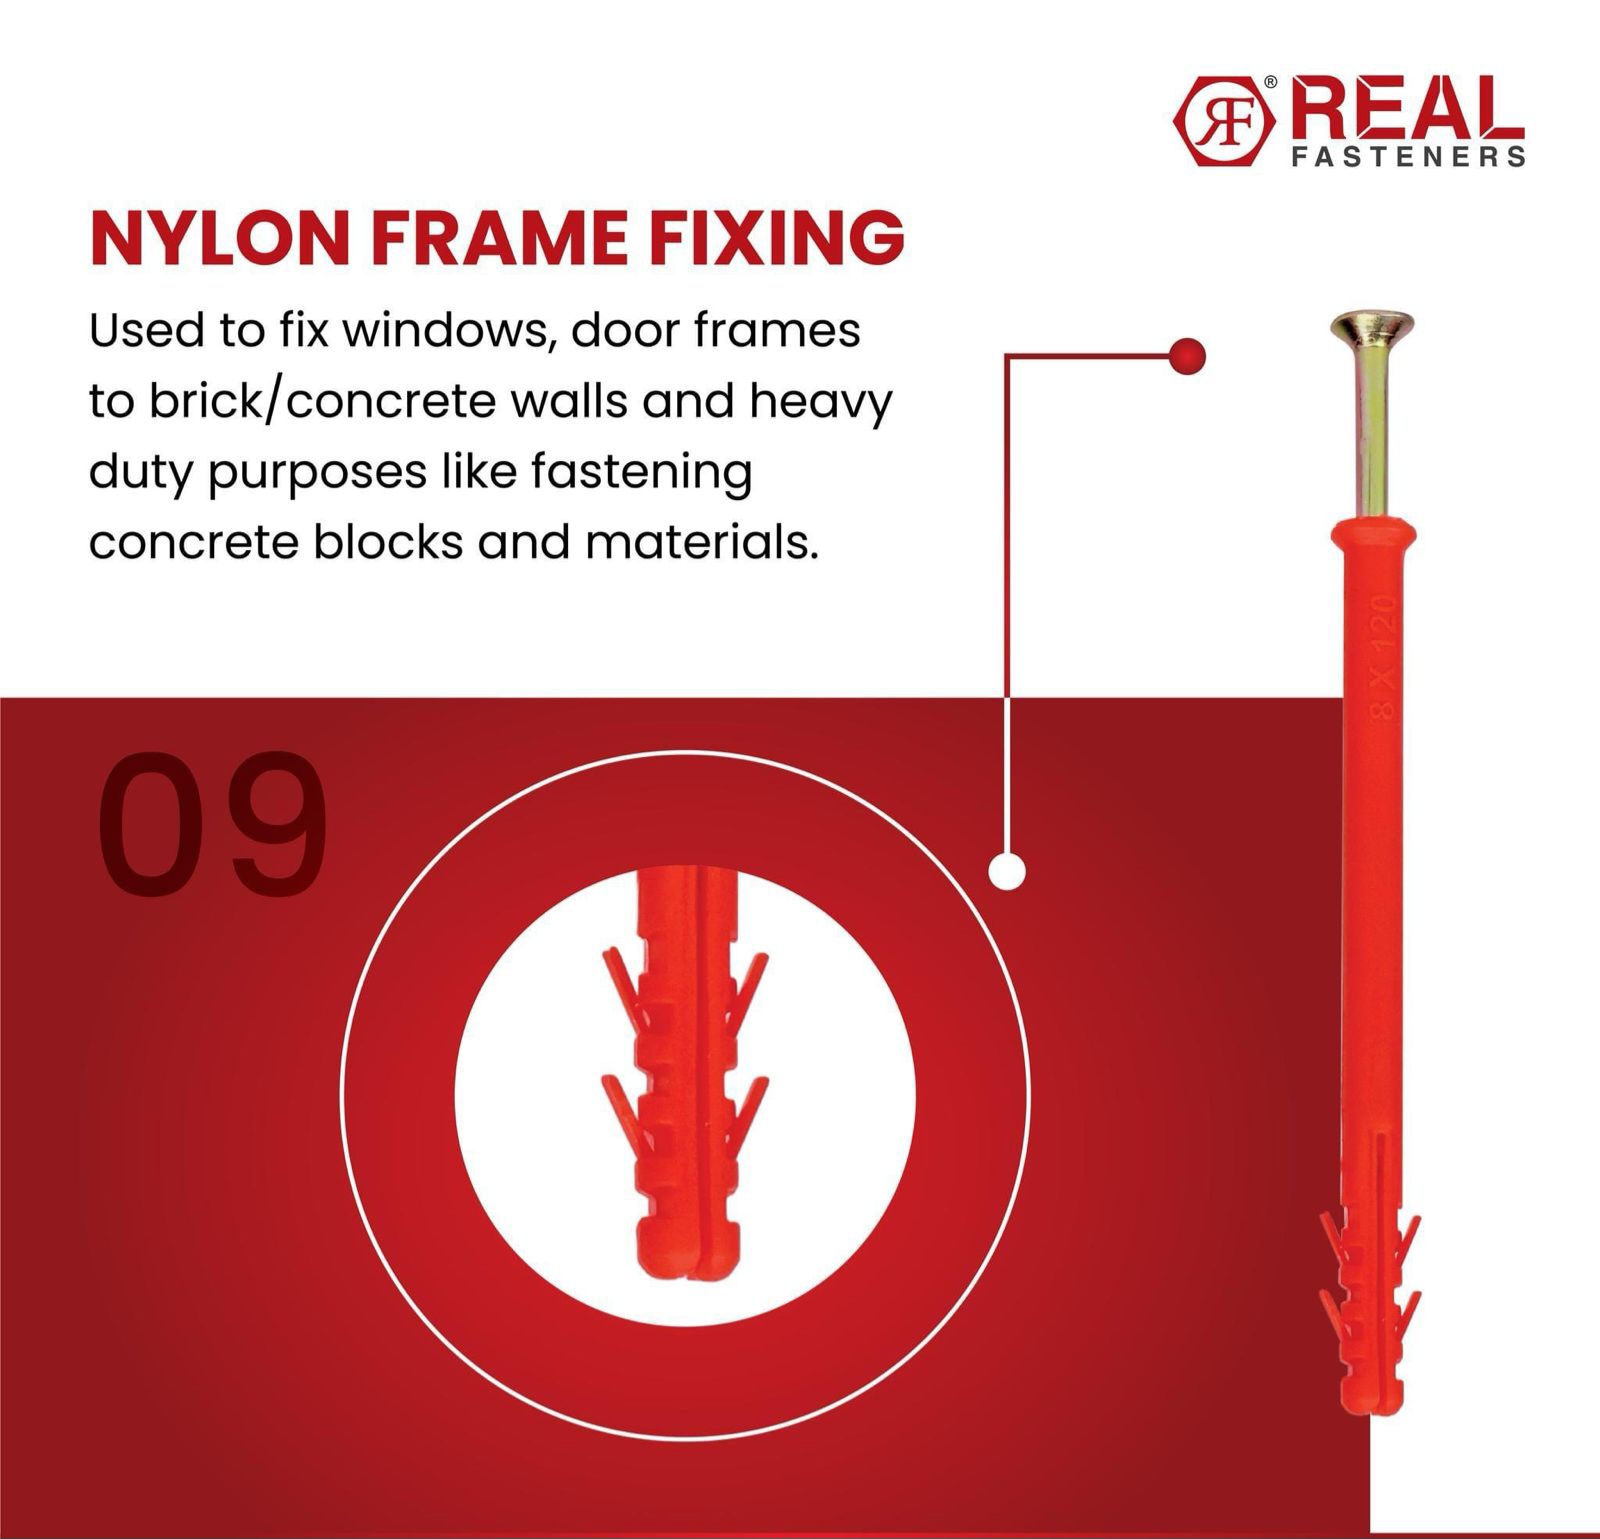 RF® REAL
FASTENERS
NYLON FRAME FIXING
Used to fix windows, door frames
to brick/concrete walls and heavy
duty purposes like fastening
concrete blocks and materials.
8 X 120
09